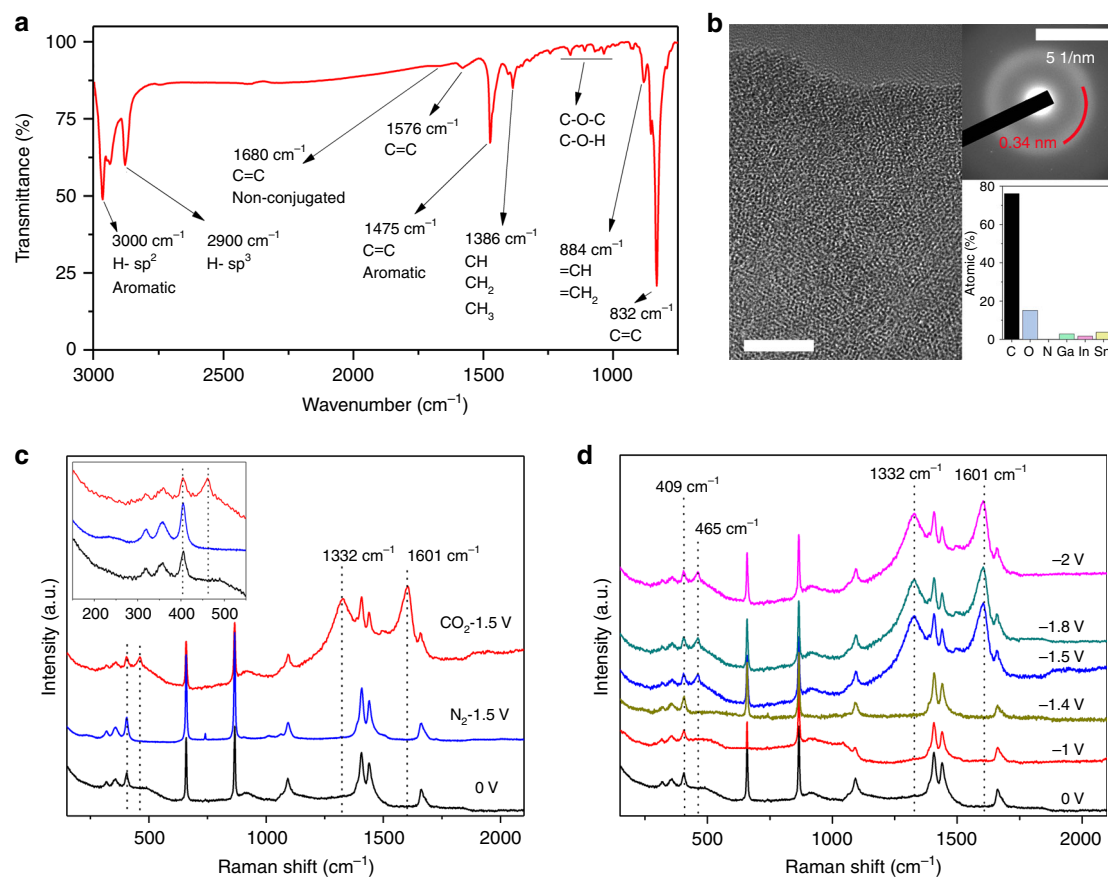 a
100
75
50
25
0
Transmittance (%)
3000
2500
2000
1500
1000
Wavenumber (cm⁻¹)
3000 cm⁻¹
H- sp²
Aromatic
2900 cm⁻¹
H- sp³
1680 cm⁻¹
C=C
Non-conjugated
1576 cm⁻¹
C=C
1475 cm⁻¹
C=C
Aromatic
1386 cm⁻¹
CH
CH₂
CH₃
C-O-C
C-O-H
884 cm⁻¹
=CH
=CH₂
832 cm⁻¹
C=C
b
5 1/nm
0.34 nm
80
60
40
20
0
Atomic (%)
C O N Ga In Sn
c
150 200 300 400 500
1332 cm⁻¹
1601 cm⁻¹
CO₂-1.5 V
N₂-1.5 V
0 V
Intensity (a.u.)
500 1000 1500 2000
Raman shift (cm⁻¹)
d
409 cm⁻¹
465 cm⁻¹
1332 cm⁻¹
1601 cm⁻¹
−2 V
−1.8 V
−1.5 V
−1.4 V
−1 V
0 V
Intensity (a.u.)
500 1000 1500 2000
Raman shift (cm⁻¹)